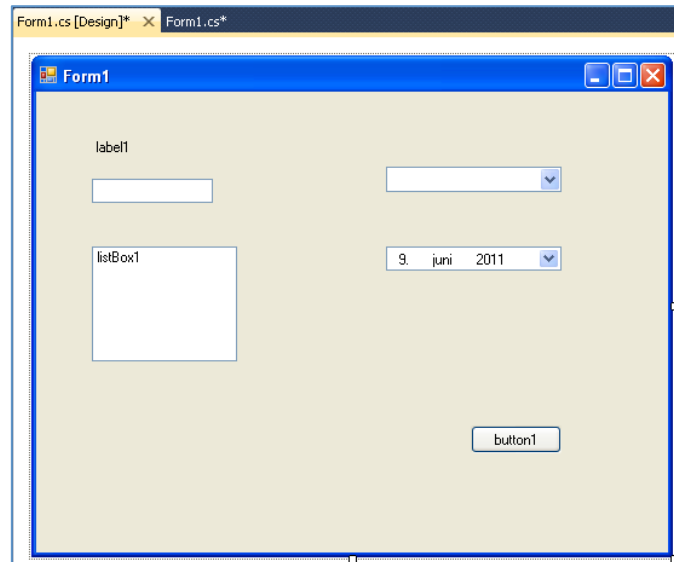 Form1.cs [Design]* Form1.cs*
Form1
label1
listBox1
9. juni 2011
button1